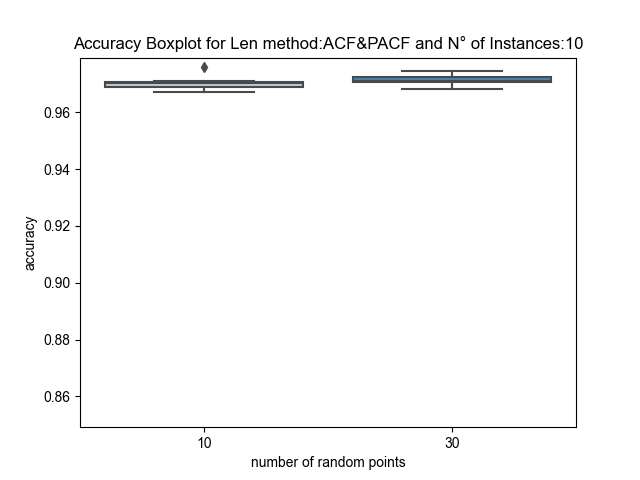 Accuracy Boxplot for Len method:ACF&PACF and N° of Instances:10
0.96
0.94
0.92
0.90
0.88
0.86
accuracy
10
30
number of random points